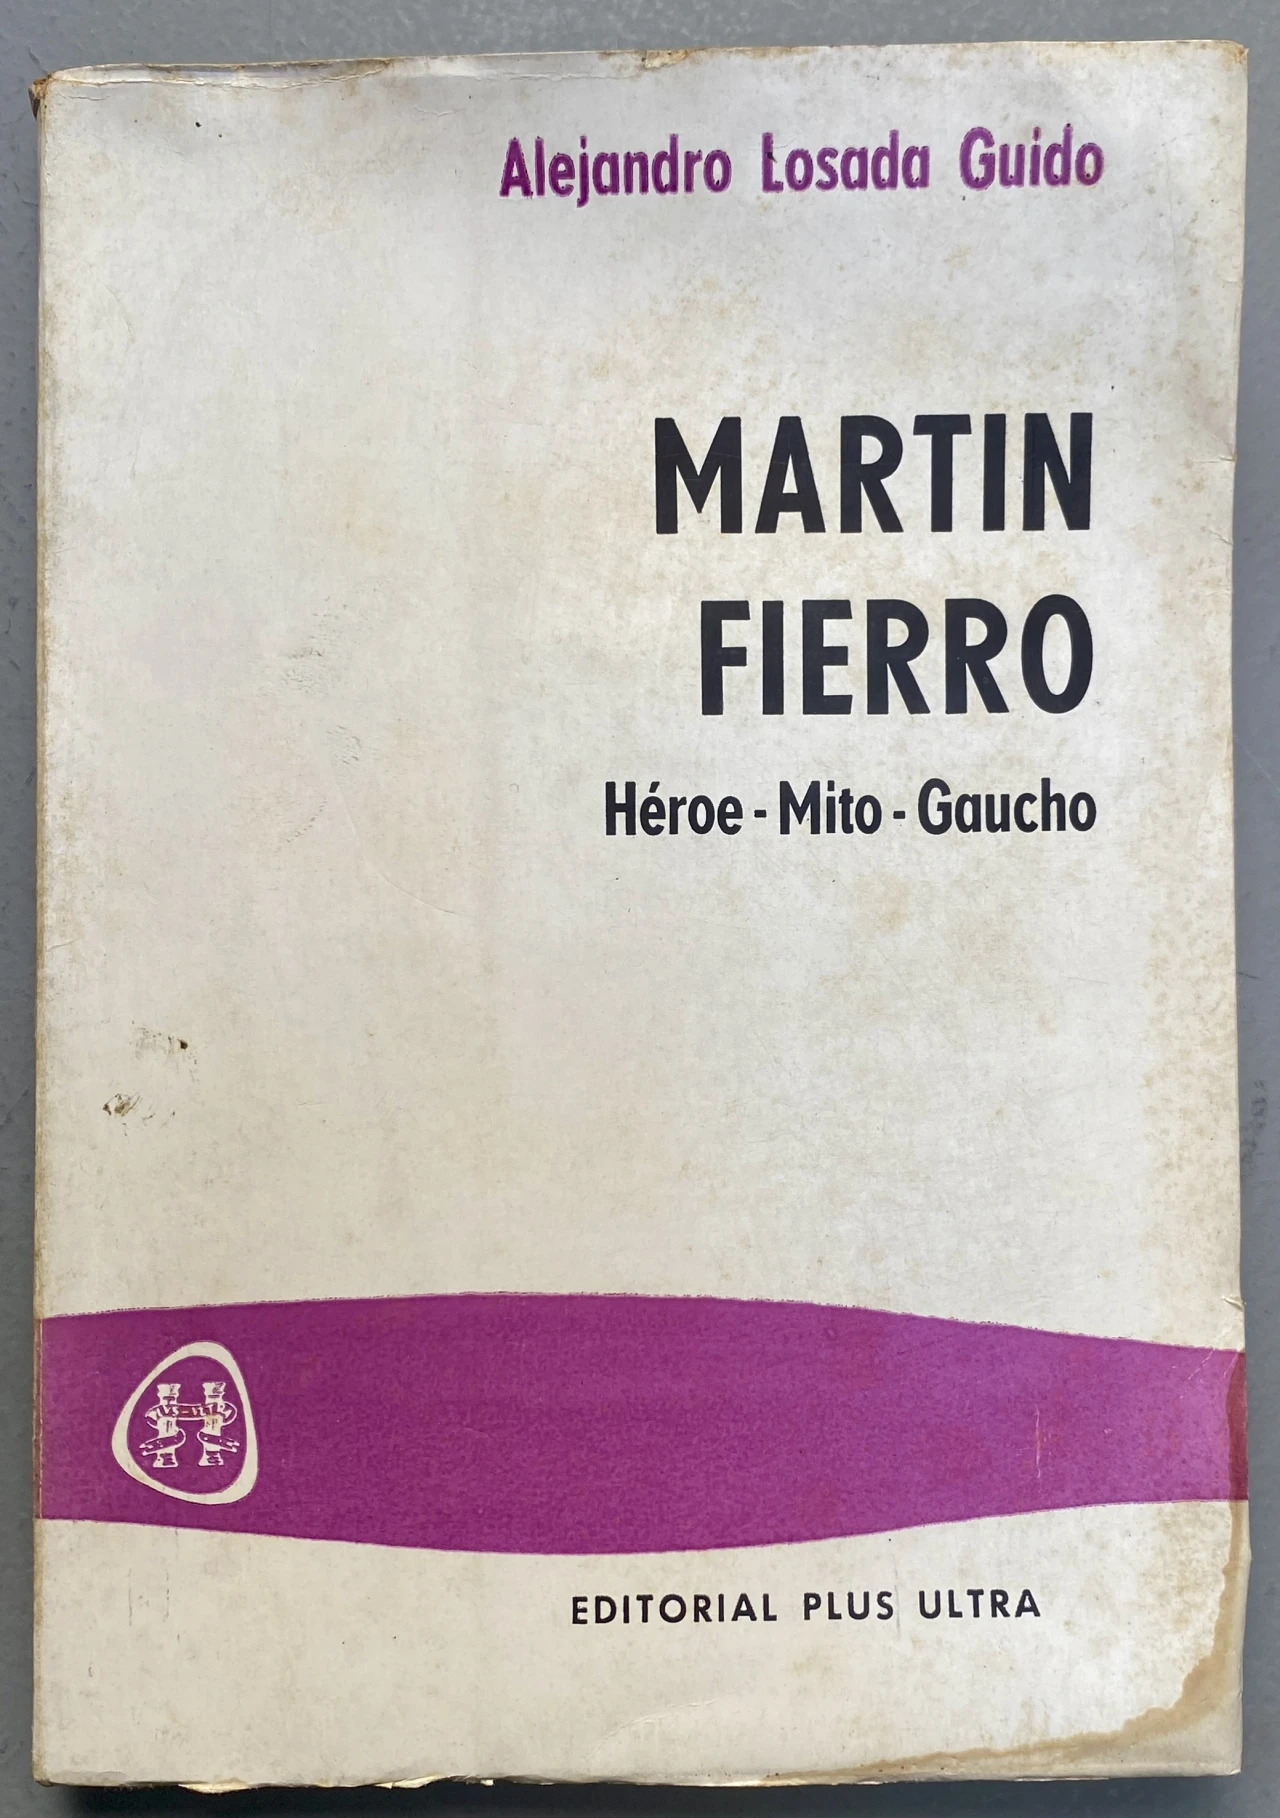 Alejandro Losada Guido
MARTIN
FIERRO
Héroe - Mito - Gaucho
EDITORIAL PLUS ULTRA